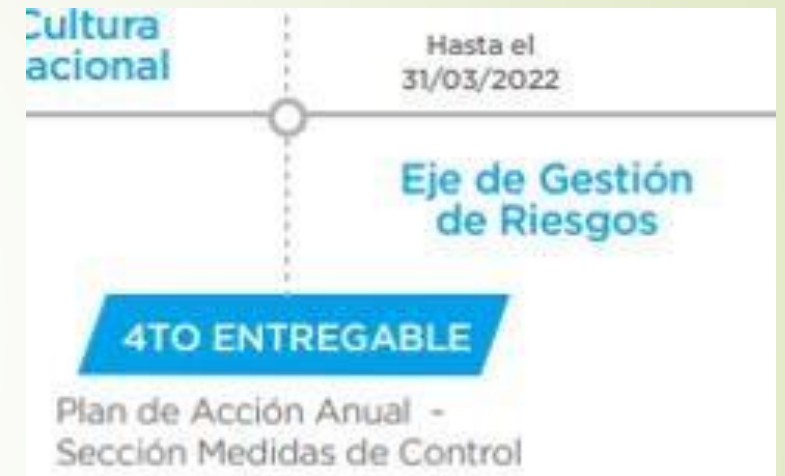 Cultura
acional
Hasta el
31/03/2022
Eje de Gestión
de Riesgos
4TO ENTREGABLE
Plan de Acción Anual -
Sección Medidas de Control